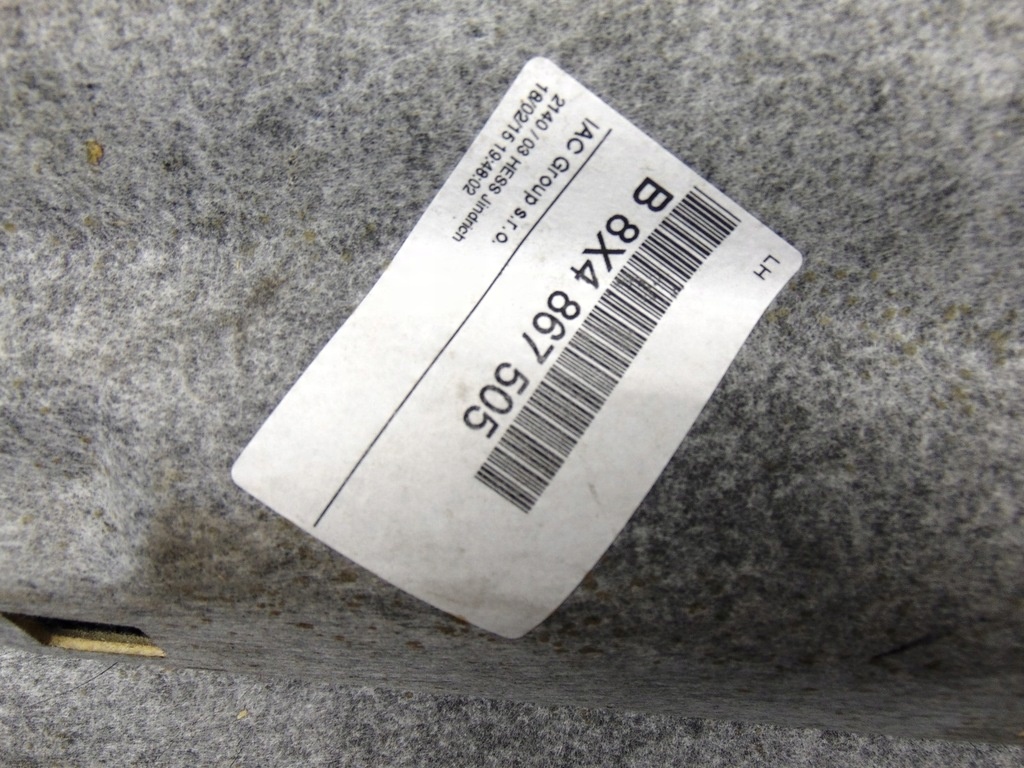 LH
B 8X4 867 505
IAC Group s.r.o.
2140 / 03 HESS Jindrich
18/02/15 19:48:02